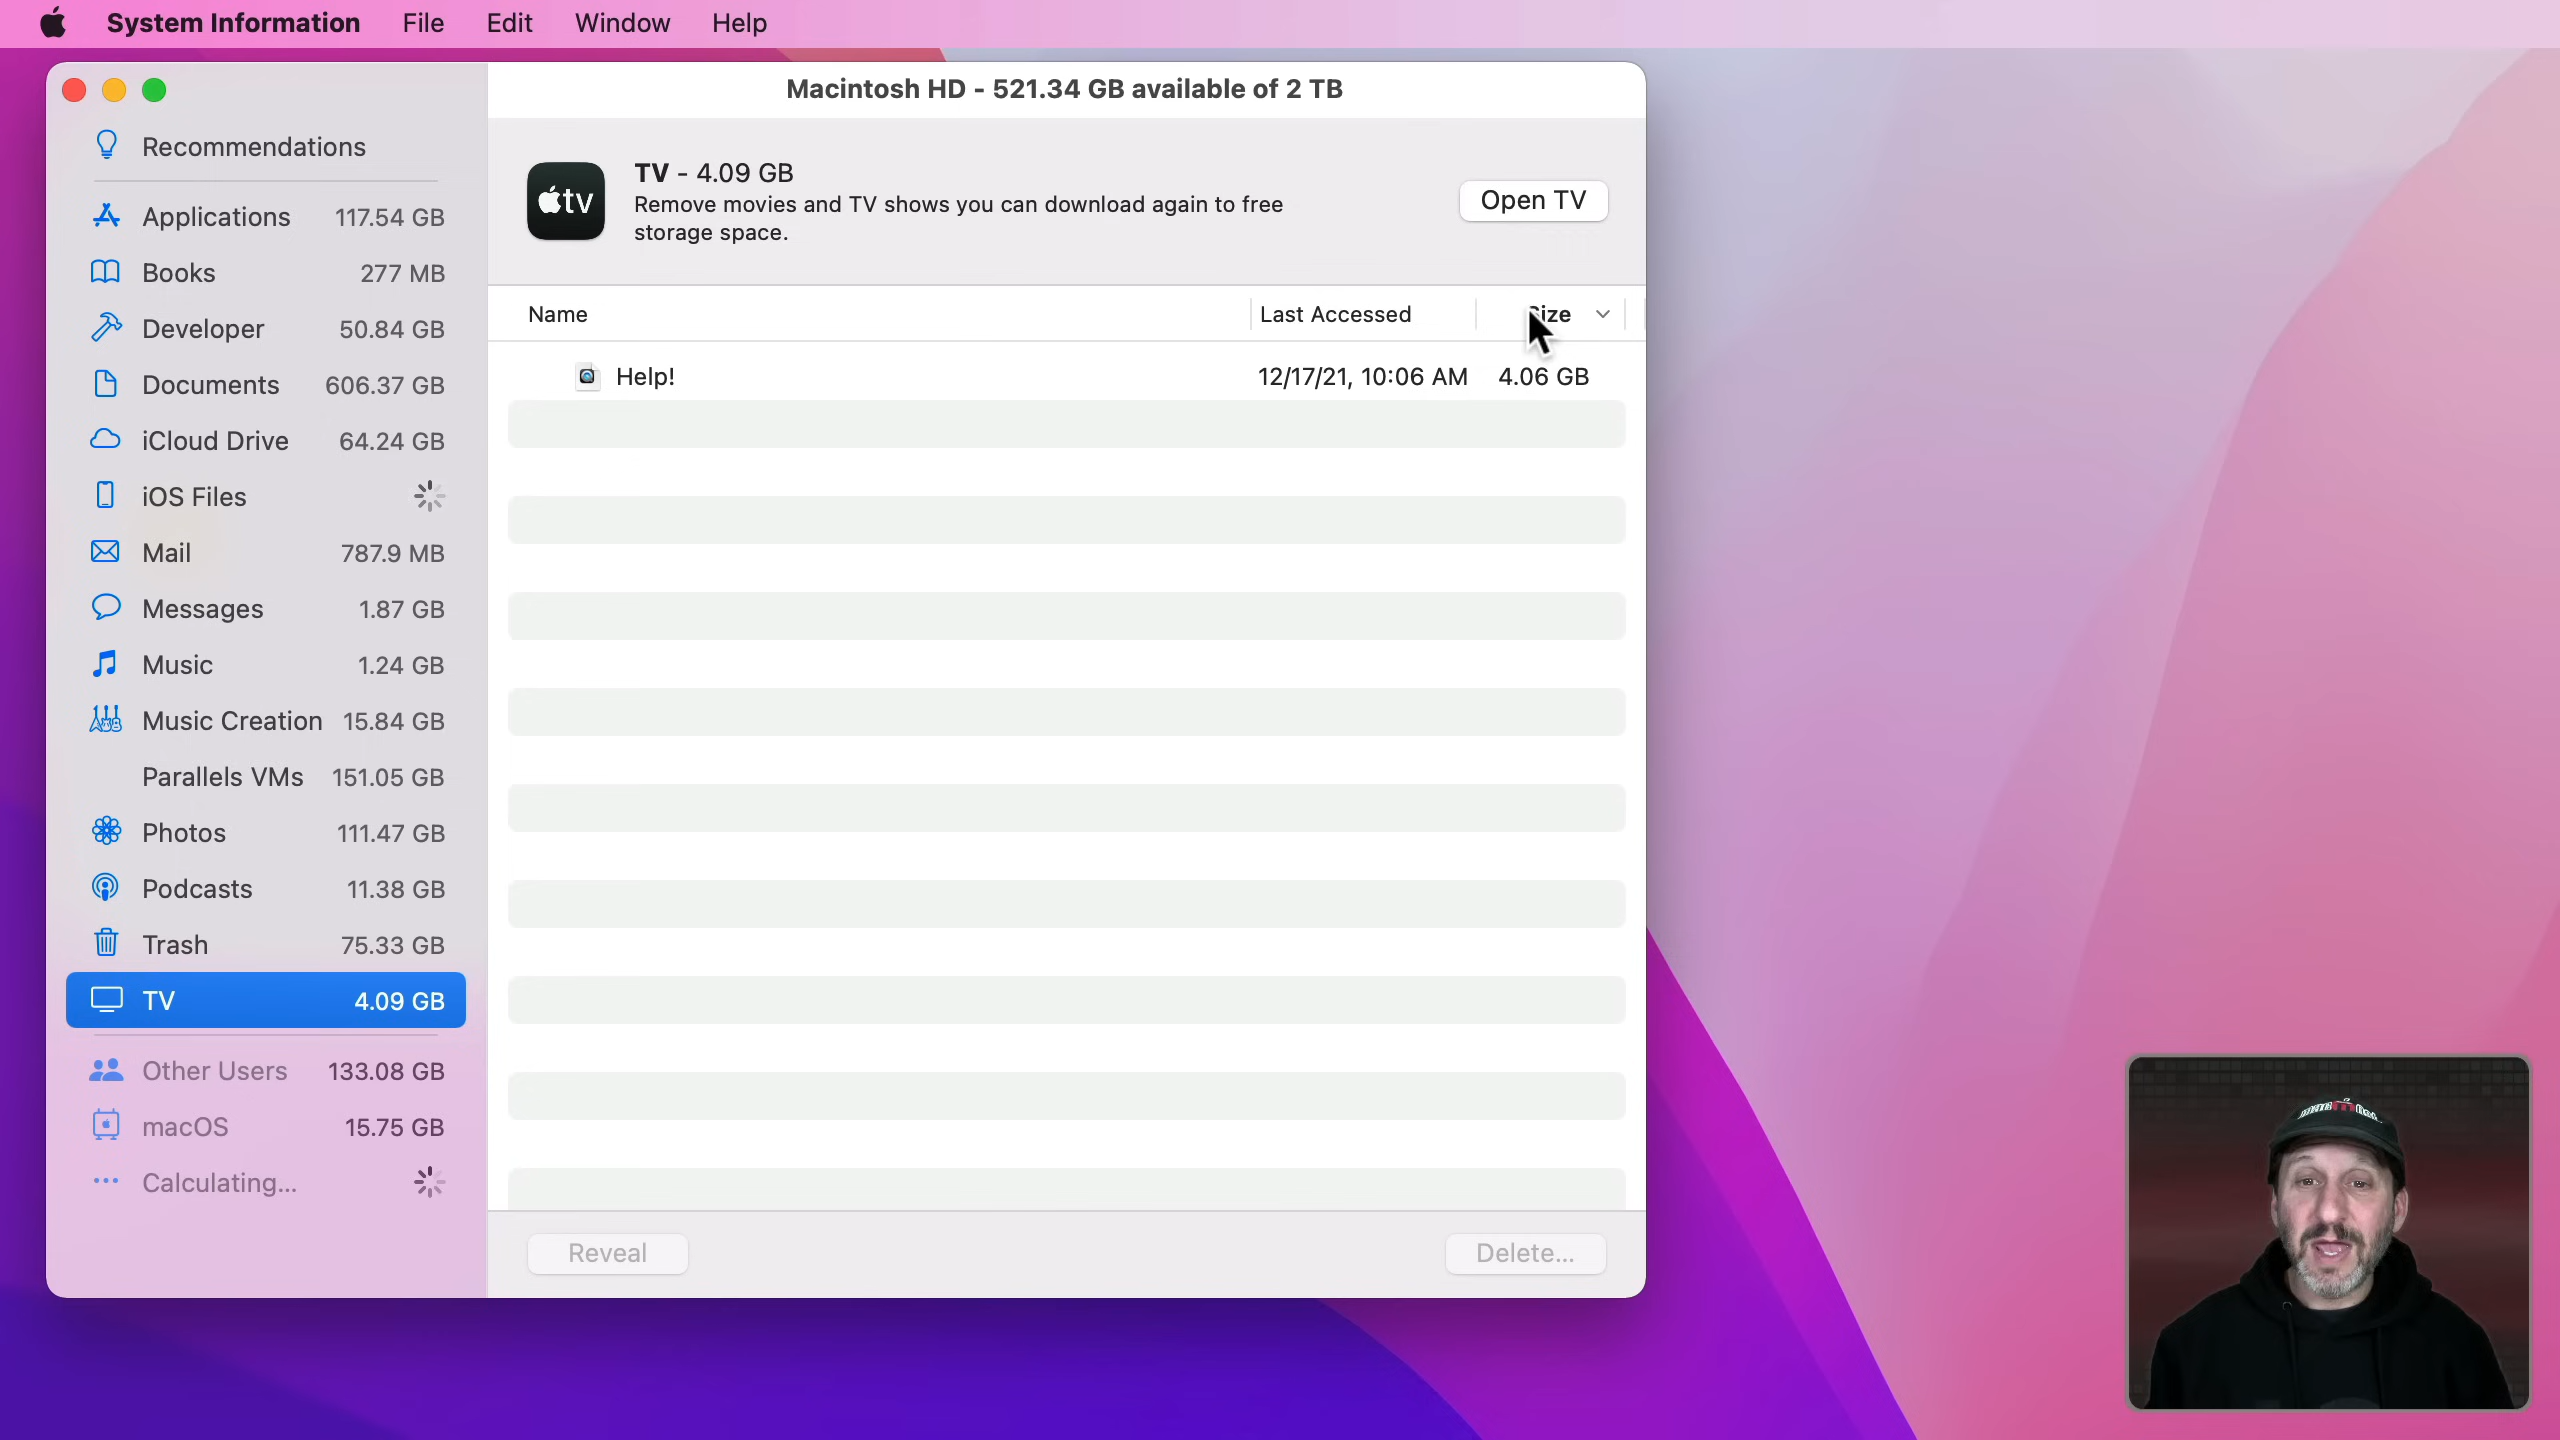 System Information File Edit Window Help
Macintosh HD - 521.34 GB available of 2 TB
Recommendations
Applications 117.54 GB
Books 277 MB
Developer 50.84 GB
Documents 606.37 GB
iCloud Drive 64.24 GB
iOS Files
Mail 787.9 MB
Messages 1.87 GB
Music 1.24 GB
Music Creation 15.84 GB
Parallels VMs 151.05 GB
Photos 111.47 GB
Podcasts 11.38 GB
Trash 75.33 GB
TV 4.09 GB
Other Users 133.08 GB
macOS 15.75 GB
Calculating...
tv
TV - 4.09 GB
Remove movies and TV shows you can download again to free
storage space.
Open TV
Name Last Accessed Size
Help! 12/17/21, 10:06 AM 4.06 GB
Reveal Delete...